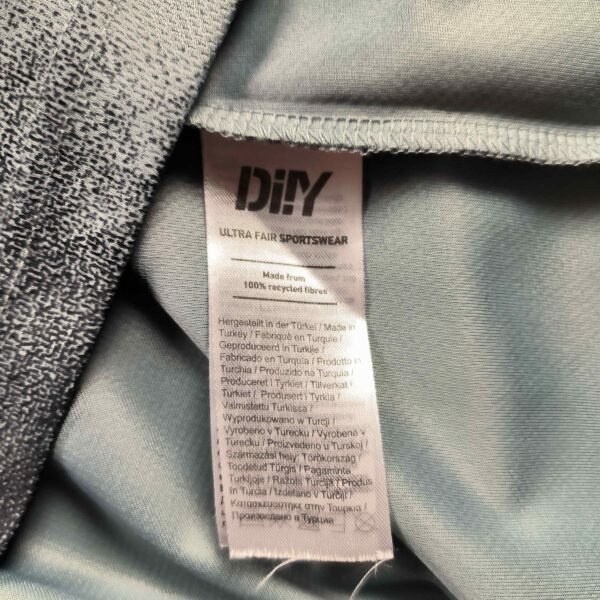 Di!Y
ULTRA FAIR SPORTSWEAR
Made from
100% recycled fibres
Hergestellt in der Türkei / Made in
Turkey / Fabriqué en Turquie /
Geproduceerd in Turkije /
Fabricado en Turquía / Prodotto in
Turchia / Produzido na Turquia /
Produceret i Tyrkiet / Tillverkat i
Turkiet / Produsert i Tyrkia /
Valmistettu Turkissa /
Wyprodukowano w Turcji /
Vyrobeno v Turecku / Vyrobené v
Turecku / Proizvedeno u Turskoj /
Származási hely: Törökország /
Toodetud Türgis / Pagaminta
Turkijoje / Ražots Turcijā / Produs
în Turcia / Izdelano v Turčiji /
Κατασκευάστηκε στην Τουρκία /
Произведено в Турция